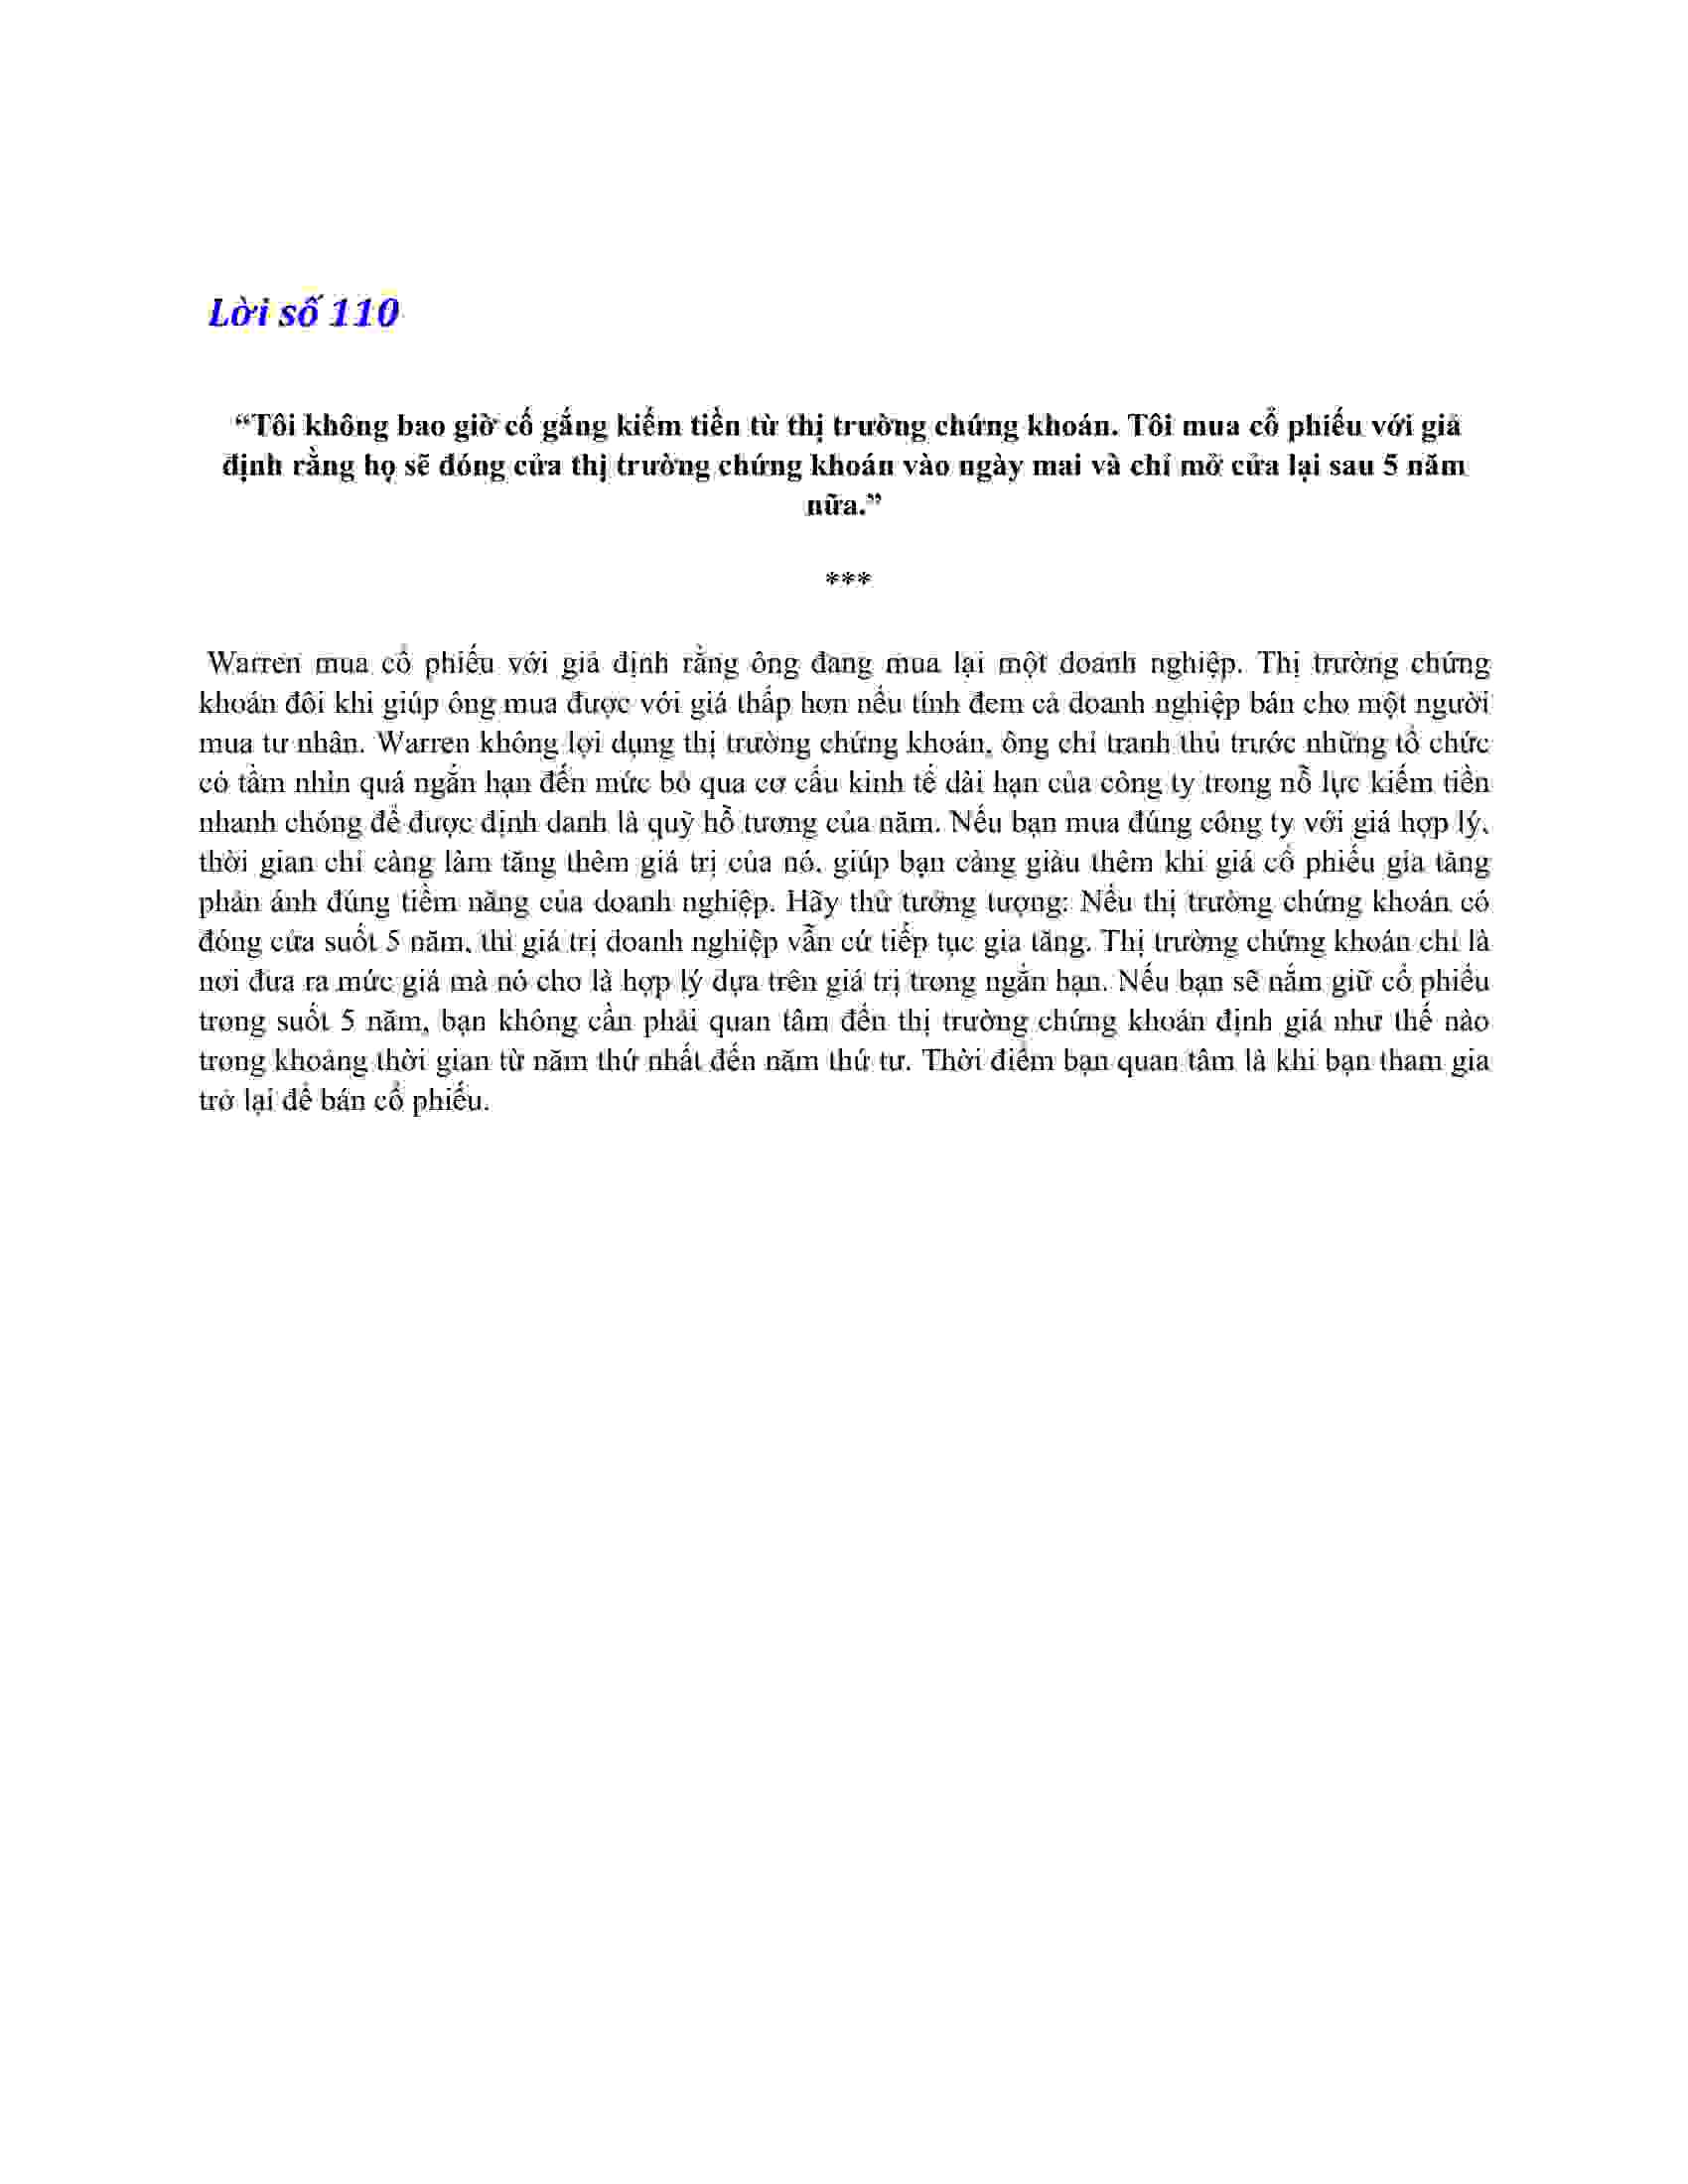 Lời số 110
“Tôi không bao giờ cố gắng kiếm tiền từ thị trường chứng khoán. Tôi mua cổ phiếu với giả
định rằng họ sẽ đóng cửa thị trường chứng khoán vào ngày mai và chỉ mở cửa lại sau 5 năm
nữa.”
***
Warren mua cổ phiếu với giả định rằng ông đang mua lại một doanh nghiệp. Thị trường chứng
khoán đôi khi giúp ông mua được với giá thấp hơn nếu tính đem cả doanh nghiệp bán cho một người
mua tư nhân. Warren không lợi dụng thị trường chứng khoán, ông chỉ tranh thủ trước những tổ chức
có tầm nhìn quá ngắn hạn đến mức bỏ qua cơ cấu kinh tế dài hạn của công ty trong nỗ lực kiếm tiền
nhanh chóng để được định danh là quỹ hỗ tương của năm. Nếu bạn mua đúng công ty với giá hợp lý,
thời gian chỉ càng làm tăng thêm giá trị của nó, giúp bạn càng giàu thêm khi giá cổ phiếu gia tăng
phản ánh đúng tiềm năng của doanh nghiệp. Hãy thử tưởng tượng: Nếu thị trường chứng khoán có
đóng cửa suốt 5 năm, thì giá trị doanh nghiệp vẫn cứ tiếp tục gia tăng. Thị trường chứng khoán chỉ là
nơi đưa ra mức giá mà nó cho là hợp lý dựa trên giá trị trong ngắn hạn. Nếu bạn sẽ nắm giữ cổ phiếu
trong suốt 5 năm, bạn không cần phải quan tâm đến thị trường chứng khoán định giá như thế nào
trong khoảng thời gian từ năm thứ nhất đến năm thứ tư. Thời điểm bạn quan tâm là khi bạn tham gia
trở lại để bán cổ phiếu.